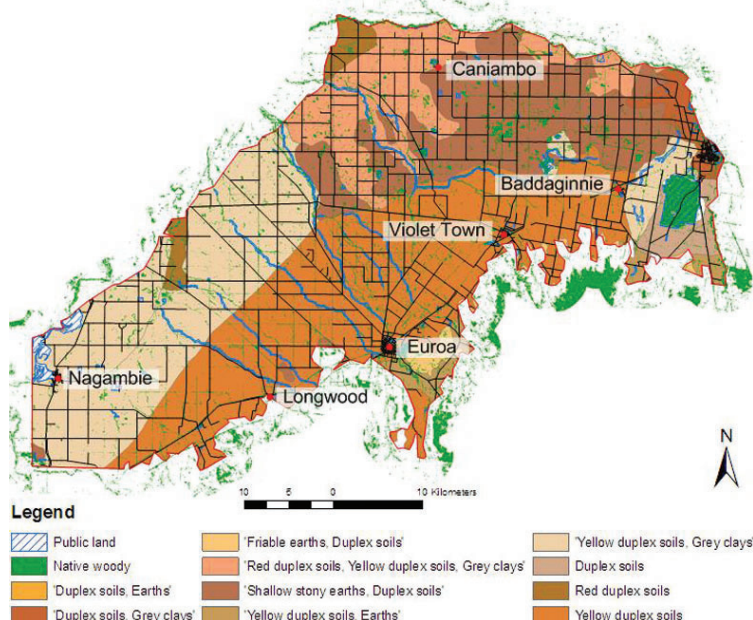 Caniambo
Baddaginnie
Violet Town
Euroa
Nagambie
Longwood
N
10 5 0 10 Kilometers
Legend
Public land
Native woody
'Duplex soils, Earths'
'Duplex soils, Grey clays'
'Friable earths, Duplex soils'
'Red duplex soils, Yellow duplex soils, Grey clays'
'Shallow stony earths, Duplex soils'
'Yellow duplex soils, Earths'
'Yellow duplex soils, Grey clays'
Duplex soils
Red duplex soils
Yellow duplex soils